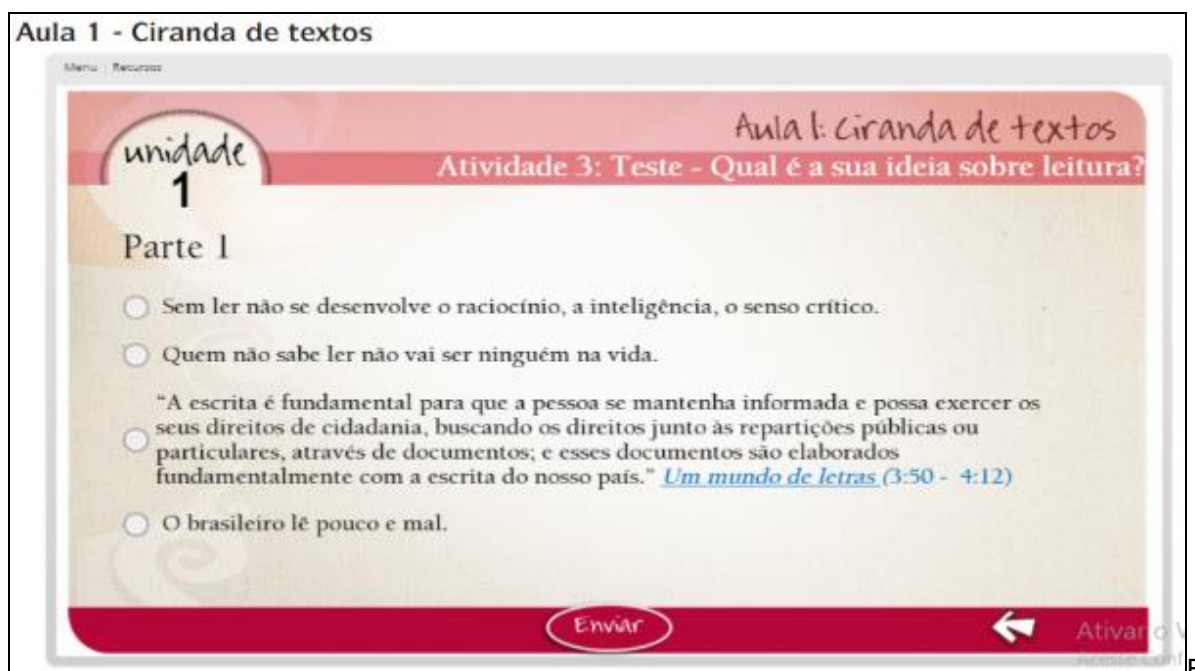 Aula 1 - Ciranda de textos
Menu | Recursos
unidade
1
Aula 1: Ciranda de textos
Atividade 3: Teste - Qual é a sua ideia sobre leitura?
Parte 1
Sem ler não se desenvolve o raciocínio, a inteligência, o senso crítico.
Quem não sabe ler não vai ser ninguém na vida.
"A escrita é fundamental para que a pessoa se mantenha informada e possa exercer os
seus direitos de cidadania, buscando os direitos junto às repartições públicas ou
particulares, através de documentos; e esses documentos são elaborados
fundamentalmente com a escrita do nosso país." Um mundo de letras (3:50 - 4:12)
O brasileiro lê pouco e mal.
Enviar
Ativar o